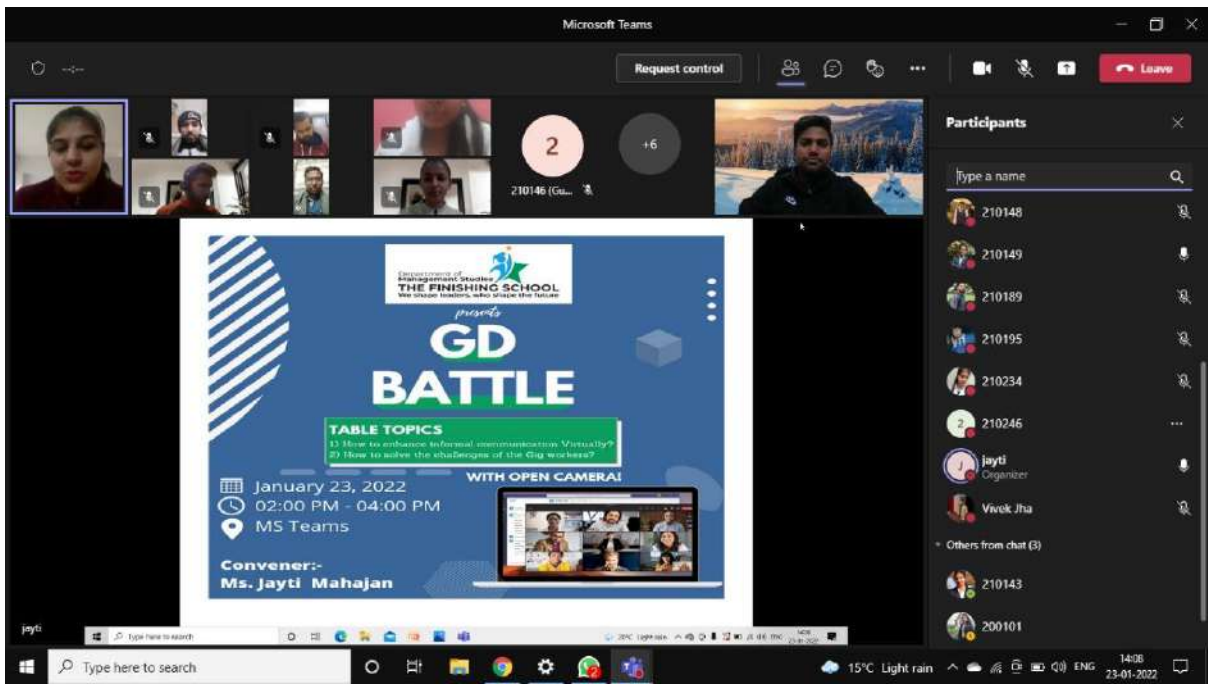 Microsoft Teams
Request control
Leave
2
+6
210146 (Gu...
Participants
Type a name
210148
210149
210189
210195
210234
2 210246
J jayti
Organizer
Vivek Jha
Others from chat (3)
210143
200101
Department of
Management Studies
THE FINISHING SCHOOL
We shape leaders, who shape the future
presents
GD
BATTLE
TABLE TOPICS
1) How to enhance informal communication Virtually?
2) How to solve the challenges of the Gig workers?
WITH OPEN CAMERA!
January 23, 2022
02:00 PM - 04:00 PM
MS Teams
Convener:-
Ms. Jayti Mahajan
jayti
Type here to search
Type here to search
15°C Light rain
ENG
14:08
23-01-2022